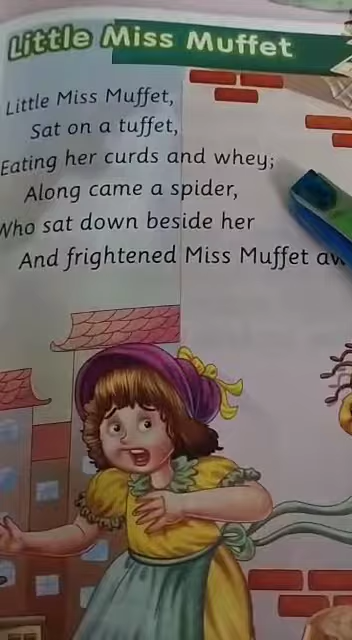 Little Miss Muffet
Little Miss Muffet,
Sat on a tuffet,
Eating her curds and whey;
Along came a spider,
Who sat down beside her
And frightened Miss Muffet